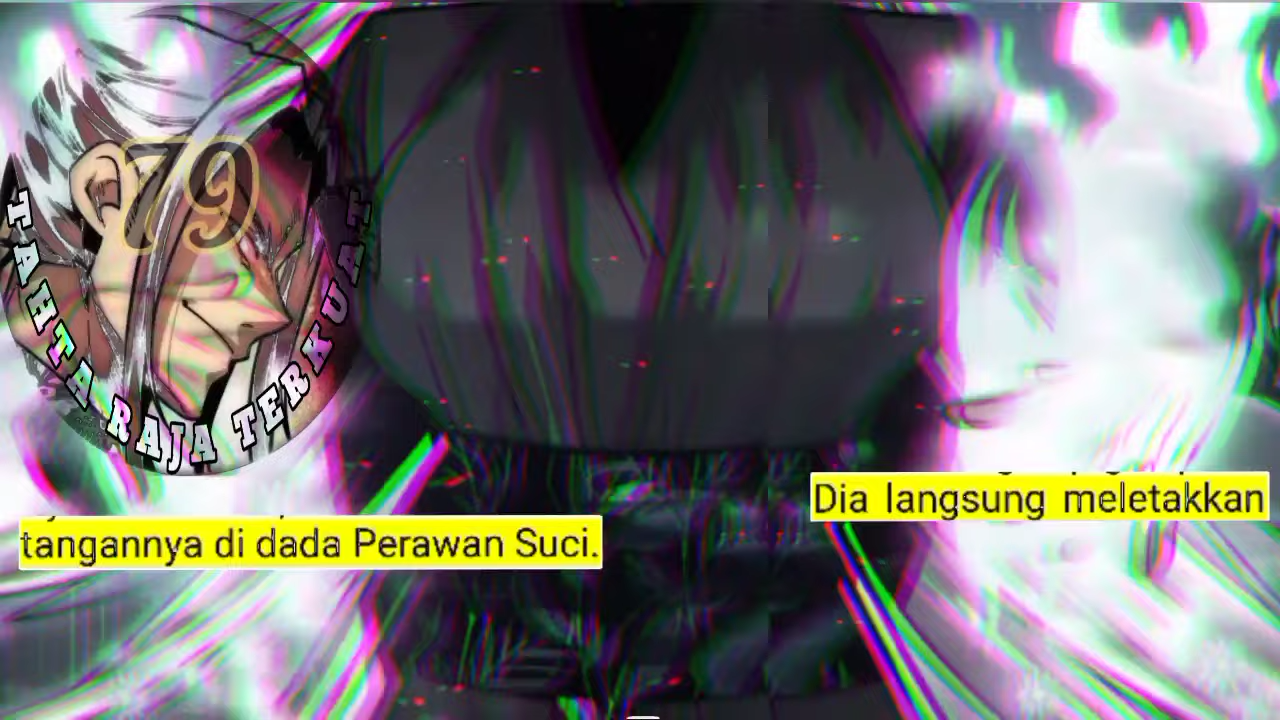 79
TAHTA RAJA TERKUAT
Dia langsung meletakkan
tangannya di dada Perawan Suci.